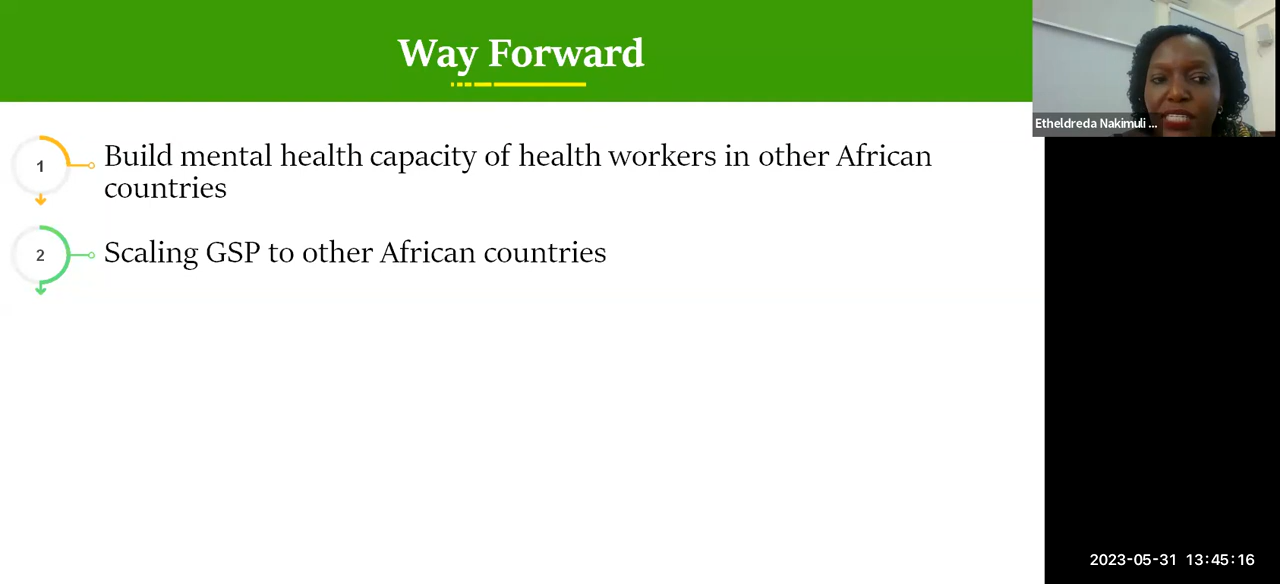 Way Forward
Etheldreda Nakimuli ...
1
Build mental health capacity of health workers in other African
countries
2
Scaling GSP to other African countries
2023-05-31 13:45:16